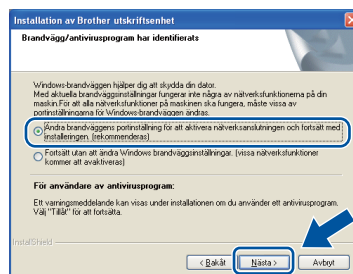 Installation av Brother utskriftsenhet
Brandvägg/antivirusprogram har identifierats
Windows-brandväggen hjälper dig att skydda din dator.
Med aktuella brandväggsinställningar fungerar inte några av nätverksfunktionerna på din
maskin.För att alla nätverksfunktioner på maskinen ska fungera, måste vissa av
portinställningarna för Windows-brandväggen ändras.
Ändra brandväggens portinställning för att aktivera nätverksanslutningen och fortsätt med
installeringen. (rekommenderas)
Fortsätt utan att ändra Windows brandväggsinställningar. (vissa nätverksfunktioner
kommer att avaktiveras)
För användare av antivirusprogram:
Ett varningsmeddelande kan visas under installationen om du använder ett antivirusprogram.
Välj "Tillåt" för att fortsätta.
InstallShield
< Bakåt
Nästa >
Avbryt